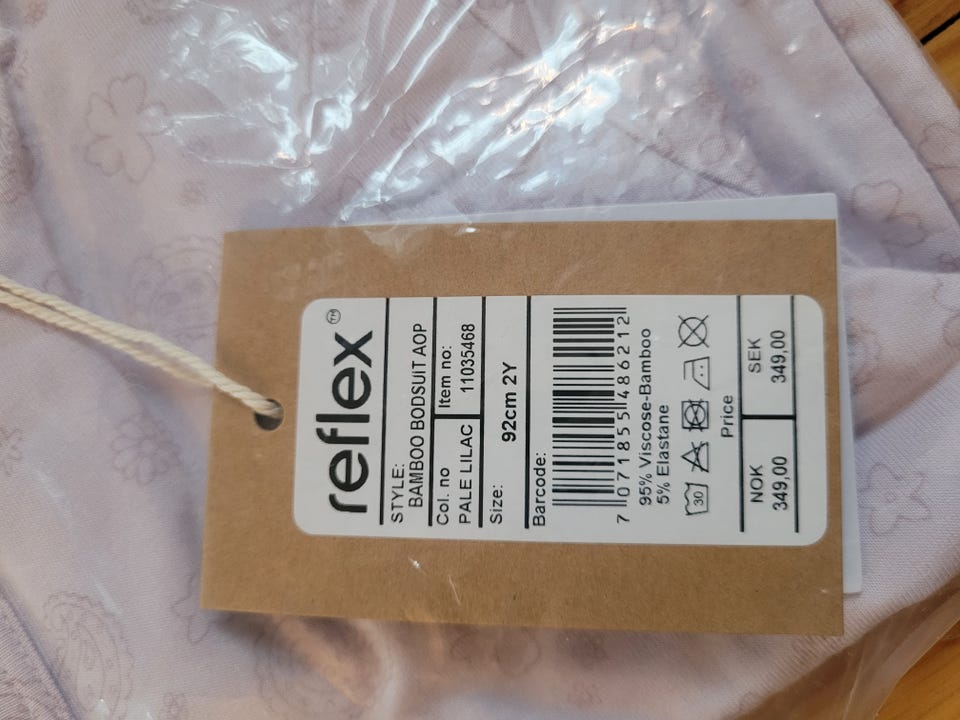 reflex™
STYLE:
BAMBOO BODSUiT AOP
Col. no
PALE LILAC
Item no:
11035468
Size:
92cm 2Y
Barcode:
7 071855 486212
95% Viscose-Bamboo
5% Elastane
30
Price
NOK
349,00
SEK
349,00